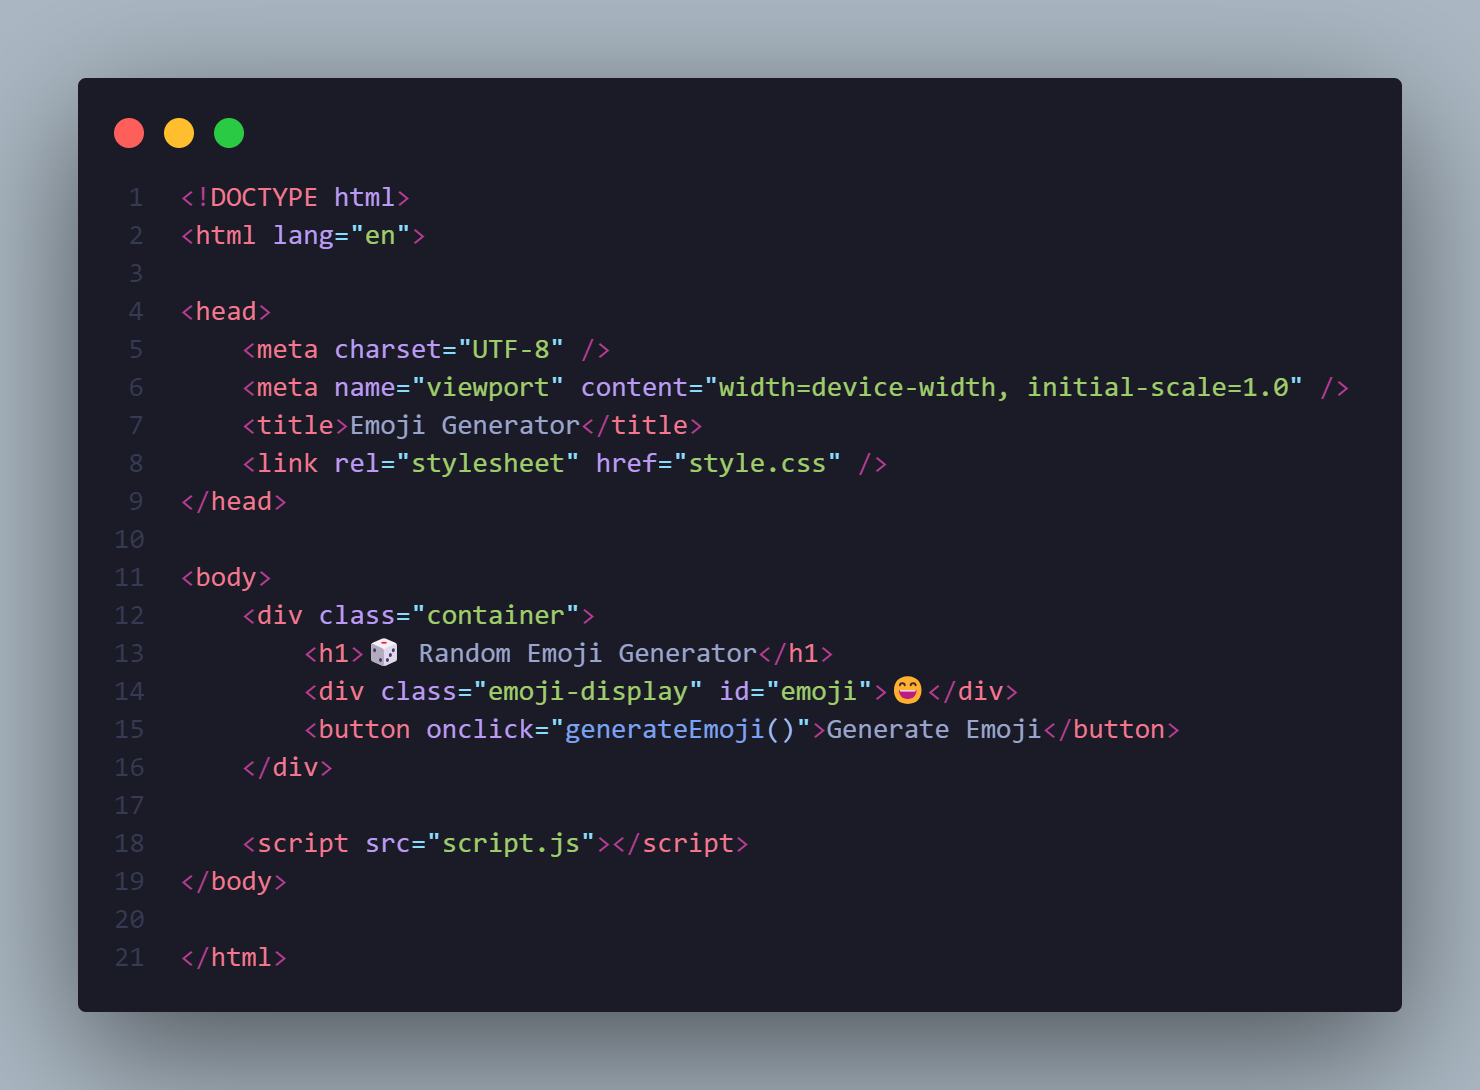 1 <!DOCTYPE html>
2 <html lang="en">
3
4 <head>
5     <meta charset="UTF-8" />
6     <meta name="viewport" content="width=device-width, initial-scale=1.0" />
7     <title>Emoji Generator</title>
8     <link rel="stylesheet" href="style.css" />
9 </head>
10
11 <body>
12     <div class="container">
13         <h1>🎲 Random Emoji Generator</h1>
14         <div class="emoji-display" id="emoji">😄</div>
15         <button onclick="generateEmoji()">Generate Emoji</button>
16     </div>
17
18     <script src="script.js"></script>
19 </body>
20
21 </html>